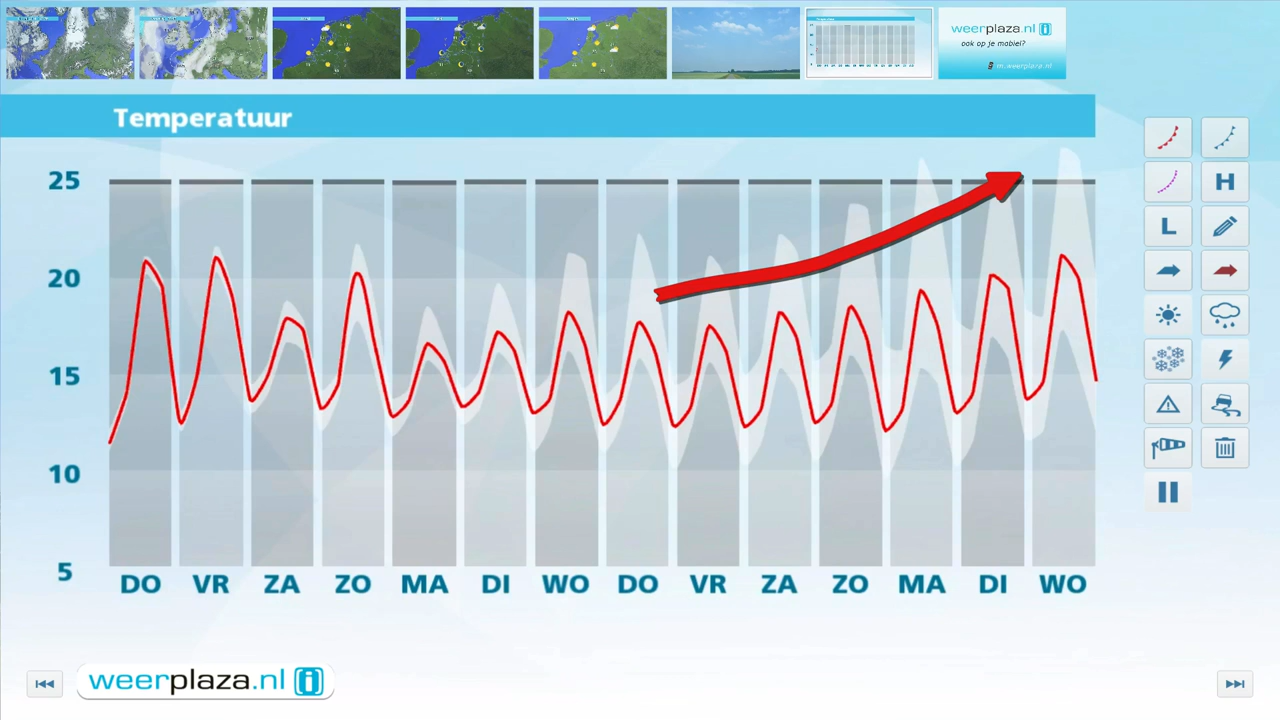 weerplaza.nl
ook op je mobiel?
m.weerplaza.nl
Temperatuur
25
20
15
10
5
DO VR ZA ZO MA DI WO DO VR ZA ZO MA DI WO
H
L
weerplaza.nl